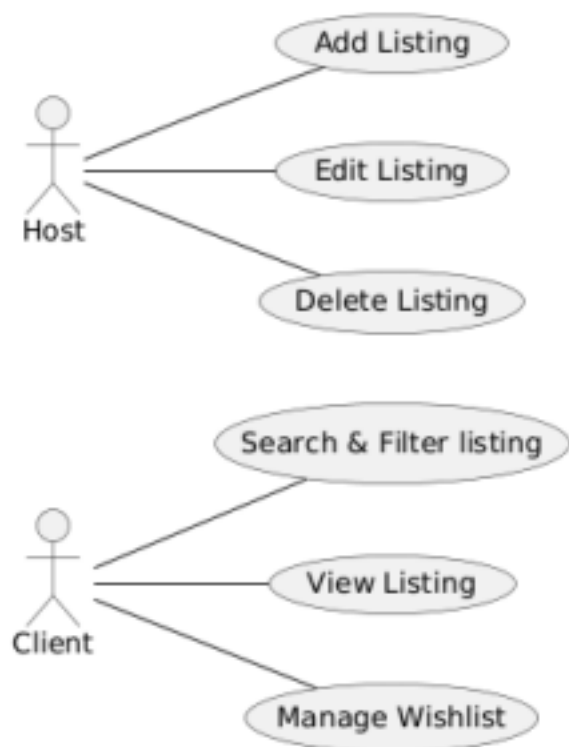 Add Listing
Edit Listing
Host
Delete Listing
Search & Filter listing
View Listing
Client
Manage Wishlist